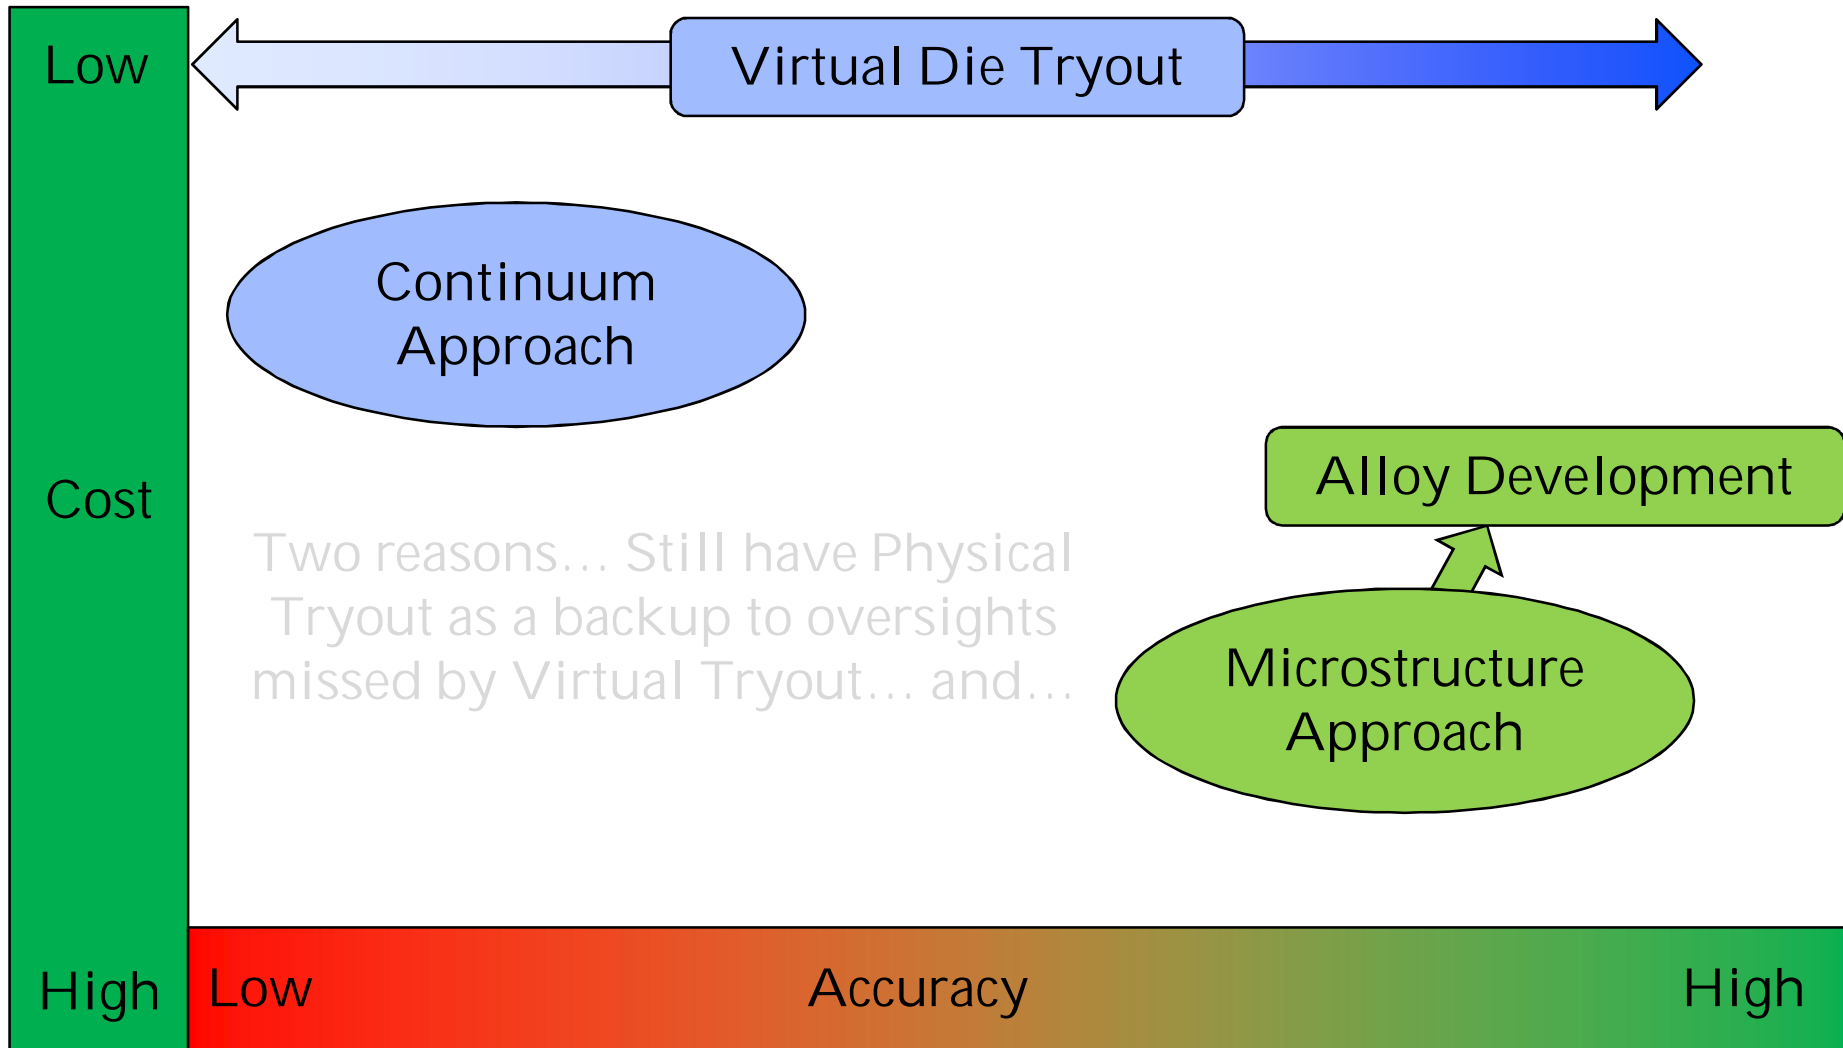 Low
Virtual Die Tryout
Continuum
Approach
Cost
Alloy Development
Two reasons... Still have Physical
Tryout as a backup to oversights
missed by Virtual Tryout... and...
Microstructure
Approach
High
Low
Accuracy
High